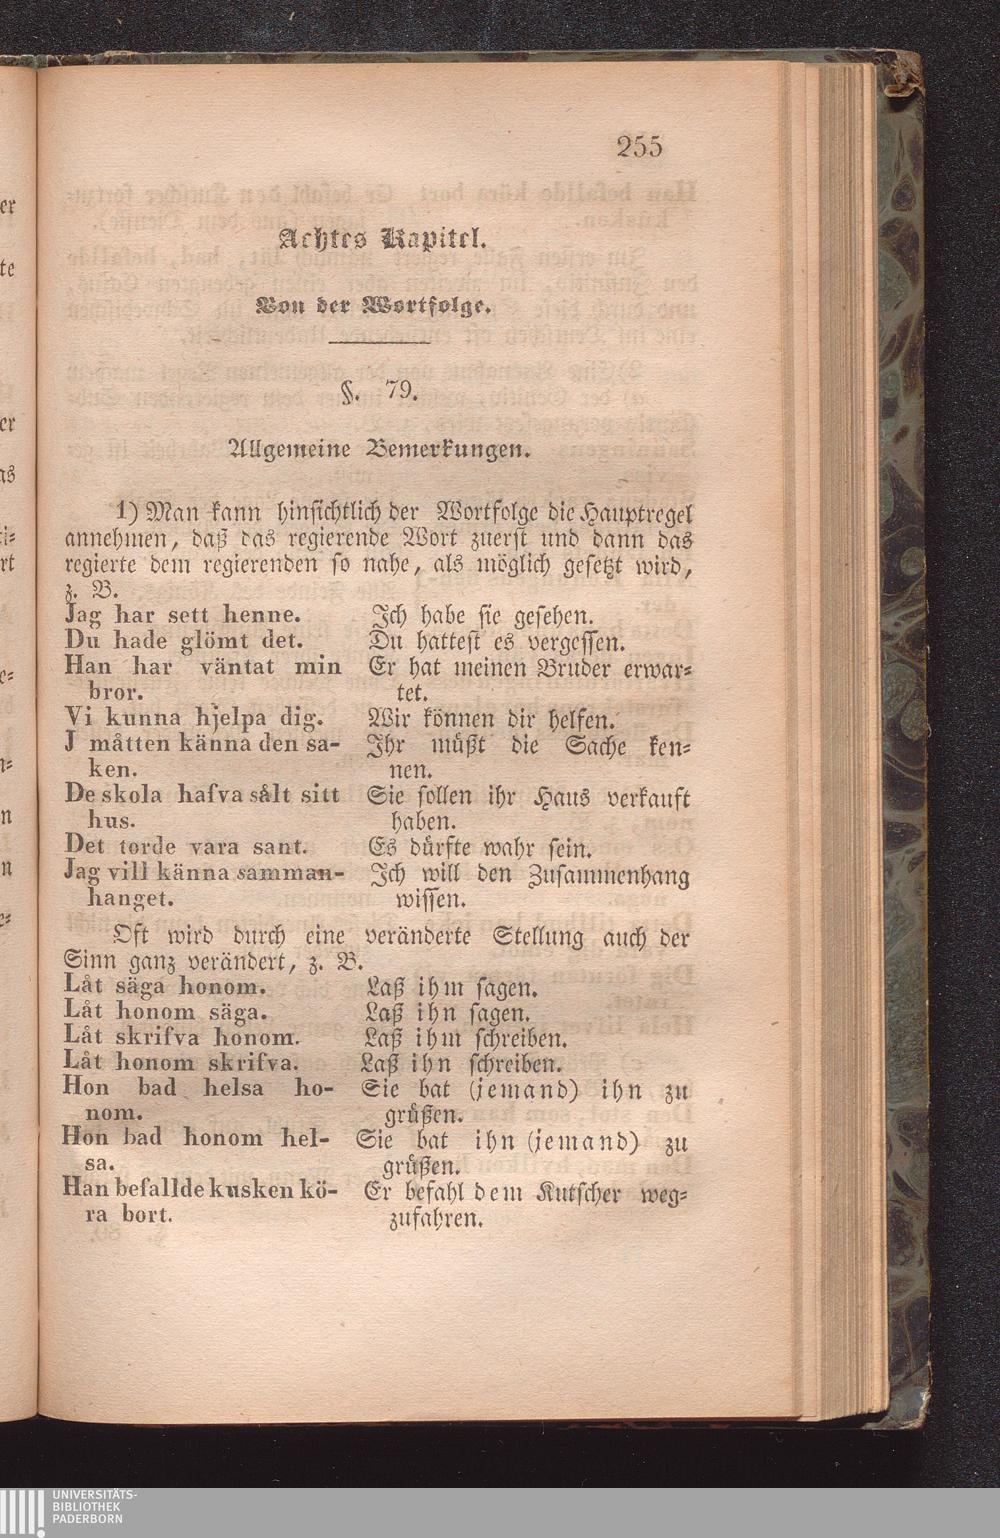 255
Achtes Kapitel.
Von der Wortfolge.
§. 79.
Allgemeine Bemerkungen.
1) Man kann hinsichtlich der Wortfolge die Hauptregel
annehmen, daß das regierende Wort zuerst und dann das
regierte dem regierenden so nahe, als möglich gesetzt wird,
z. B.
Jag har sett henne. Ich habe sie gesehen.
Du hade glömt det. Du hattest es vergessen.
Han har väntat min Er hat meinen Bruder erwar-
bror. tet.
Vi kunna hjelpa dig. Wir können dir helfen.
J måtten känna den sa- Ihr müßt die Sache ken-
ken. nen.
De skola hafva sålt sitt Sie sollen ihr Haus verkauft
hus. haben.
Det torde vara sant. Es dürfte wahr sein.
Jag vill känna samman- Ich will den Zusammenhang
hanget. wissen.
Oft wird durch eine veränderte Stellung auch der
Sinn ganz verändert, z. B.
Låt säga honom. Laß ihm sagen.
Låt honom säga. Laß ihn sagen.
Låt skrifva honom. Laß ihm schreiben.
Låt honom skrifva. Laß ihn schreiben.
Hon bad helsa ho- Sie bat (jemand) ihn zu
nom. grüßen.
Hon bad honom hel- Sie bat ihn (jemand) zu
sa. grüßen.
Han befallde kusken kö- Er befahl dem Kutscher weg-
ra bort. zufahren.
UNIVERSITÄTS-
BIBLIOTHEK
PADERBORN